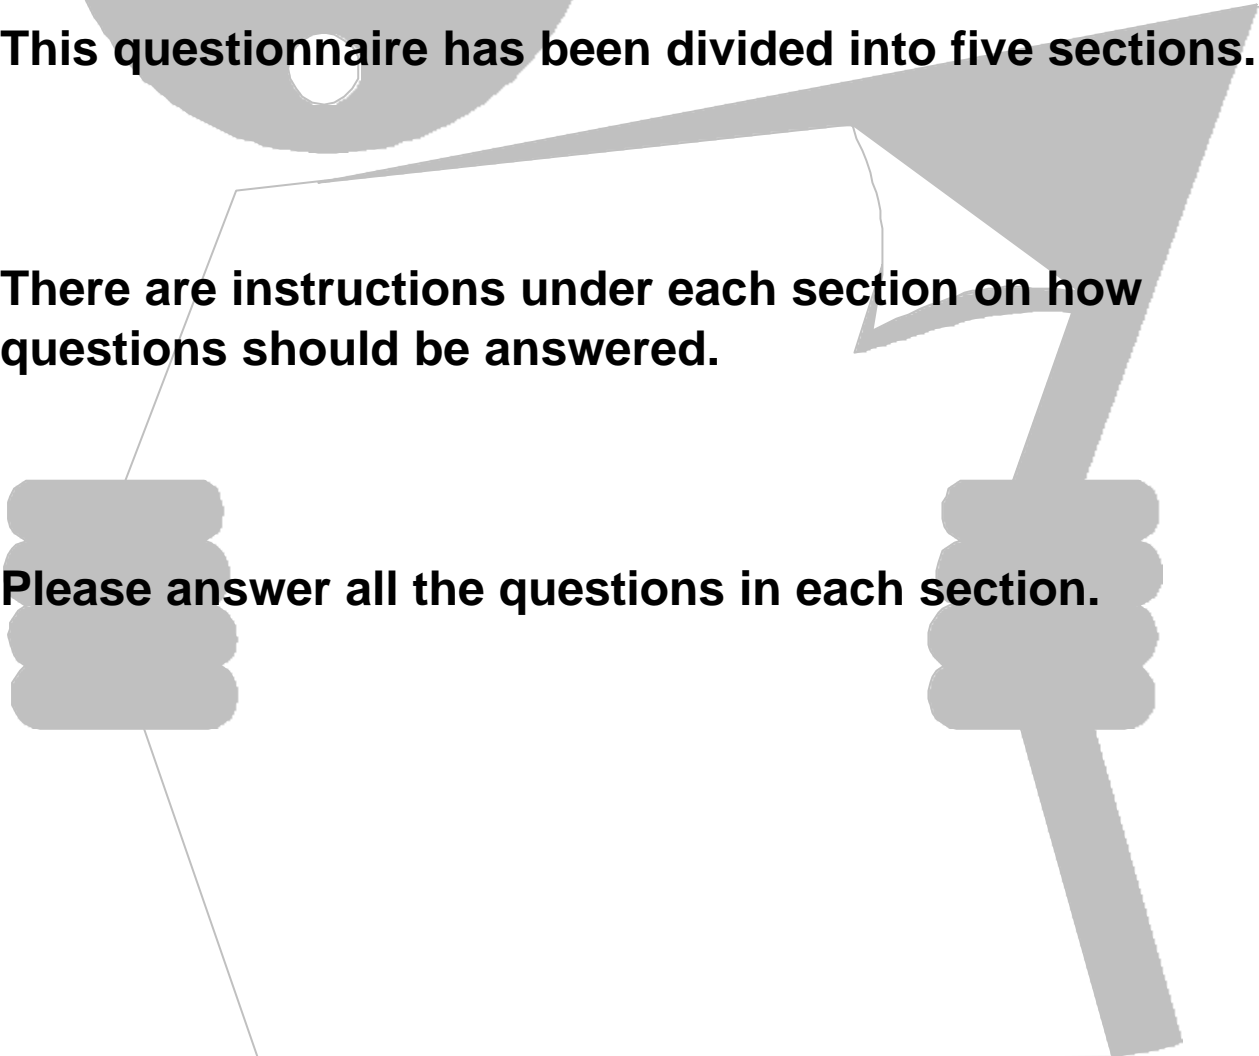 This questionnaire has been divided into five sections.
There are instructions under each section on how
questions should be answered.
Please answer all the questions in each section.